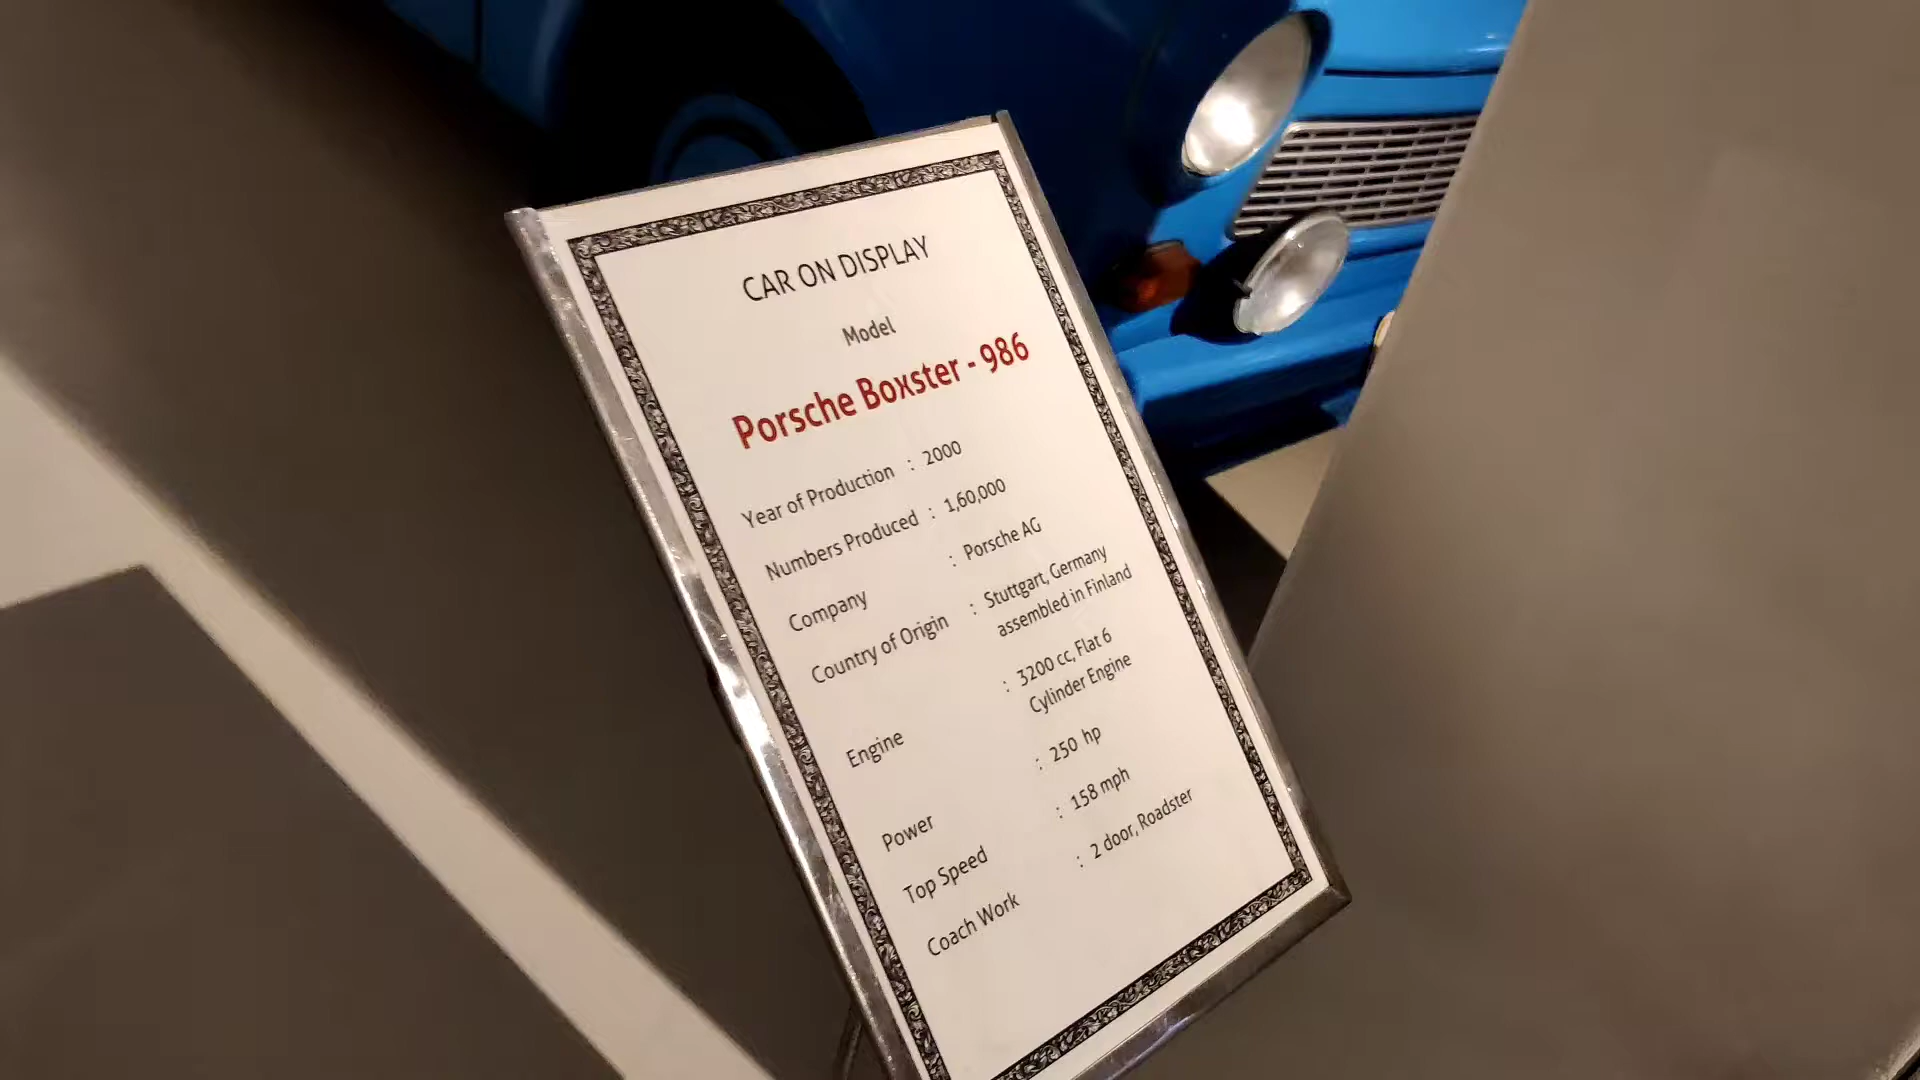 CAR ON DISPLAY
Model
Porsche Boxster - 986
Year of Production : 2000
Numbers Produced : 1,60,000
Company : Porsche AG
Country of Origin : Stuttgart, Germany
assembled in Finland
Engine : 3200 cc, Flat 6
Cylinder Engine
Power : 250 hp
Top Speed : 158 mph
Coach Work : 2 door, Roadster